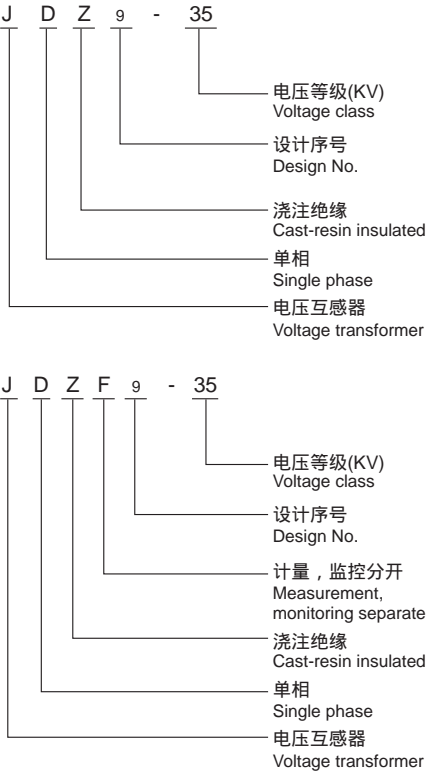 J D Z 9 - 35
电压等级(KV)
Voltage class
设计序号
Design No.
浇注绝缘
Cast-resin insulated
单相
Single phase
电压互感器
Voltage transformer
J D Z F 9 - 35
电压等级(KV)
Voltage class
设计序号
Design No.
计量，监控分开
Measurement,
monitoring separate
浇注绝缘
Cast-resin insulated
单相
Single phase
电压互感器
Voltage transformer